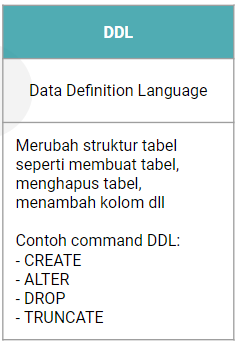 DDL
Data Definition Language
Merubah struktur tabel
seperti membuat tabel,
menghapus tabel,
menambah kolom dll
Contoh command DDL:
- CREATE
- ALTER
- DROP
- TRUNCATE